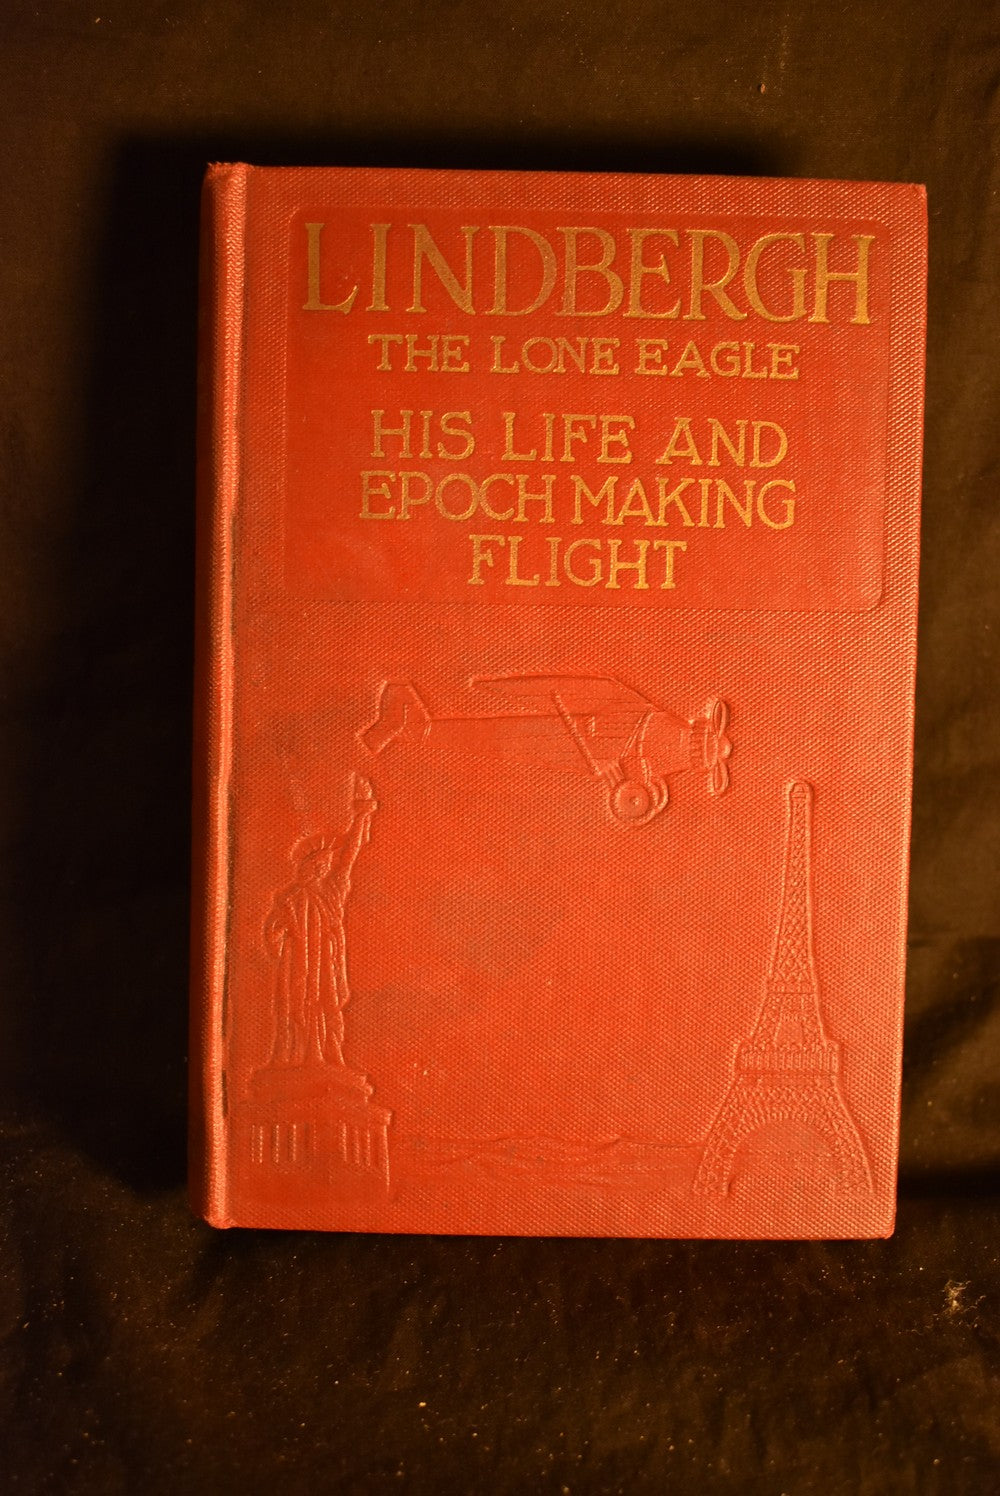 LINDBERGH
THE LONE EAGLE
HIS LIFE AND
EPOCH MAKING
FLIGHT